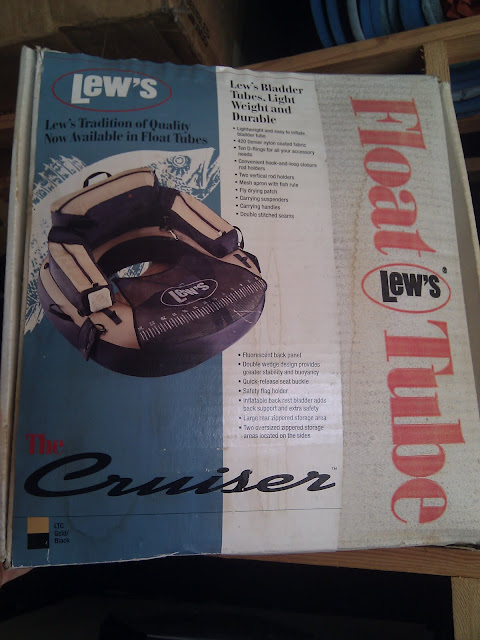 Lew's
Lew's Tradition of Quality
Now Available in Float Tubes
Lew's Bladder
Tubes, Light
Weight and
Durable
• Lightweight and easy to inflate
bladder tube
• 420 denier nylon coated fabric
• Ten D-Rings for all your accessory
needs
• Convenient hook-and-loop closure
rod holders
• Two vertical rod holders
• Mesh apron with fish rule
• Fly drying patch
• Carrying suspenders
• Carrying handles
• Double stitched seams
Lew's
• Fluorescent back panel
• Double wedge design provides
greater stability and buoyancy
• Quick-release seat buckle
• Safety flag holder
• Inflatable back rest bladder adds
back support and extra safety
• Large rear zippered storage area
• Two oversized zippered storage
areas located on the sides
The
Cruiser™
Gold/
Black
Float
Lew's®
Tube